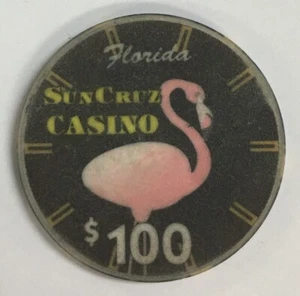 Florida
SUNCRUZ
CASINO
$100